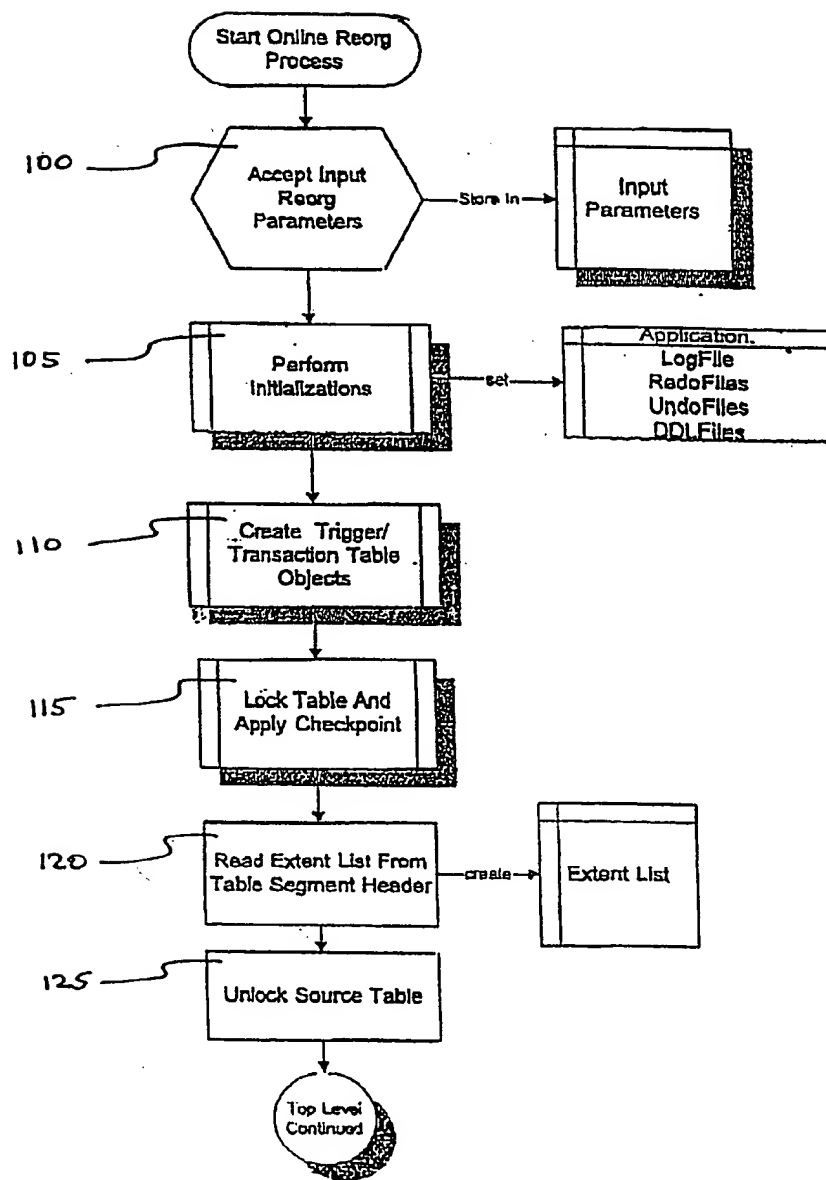 Start Online Reorg
Process
100
Accept Input
Reorg
Parameters
Store In
Input
Parameters
105
Perform
Initializations
set
Application.
LogFile
RedoFiles
UndoFiles
DDLFiles
110
Create Trigger/
Transaction Table
Objects
115
Lock Table And
Apply Checkpoint
120
Read Extent List From
Table Segment Header
create
Extent List
125
Unlock Source Table
Top Level
Continued